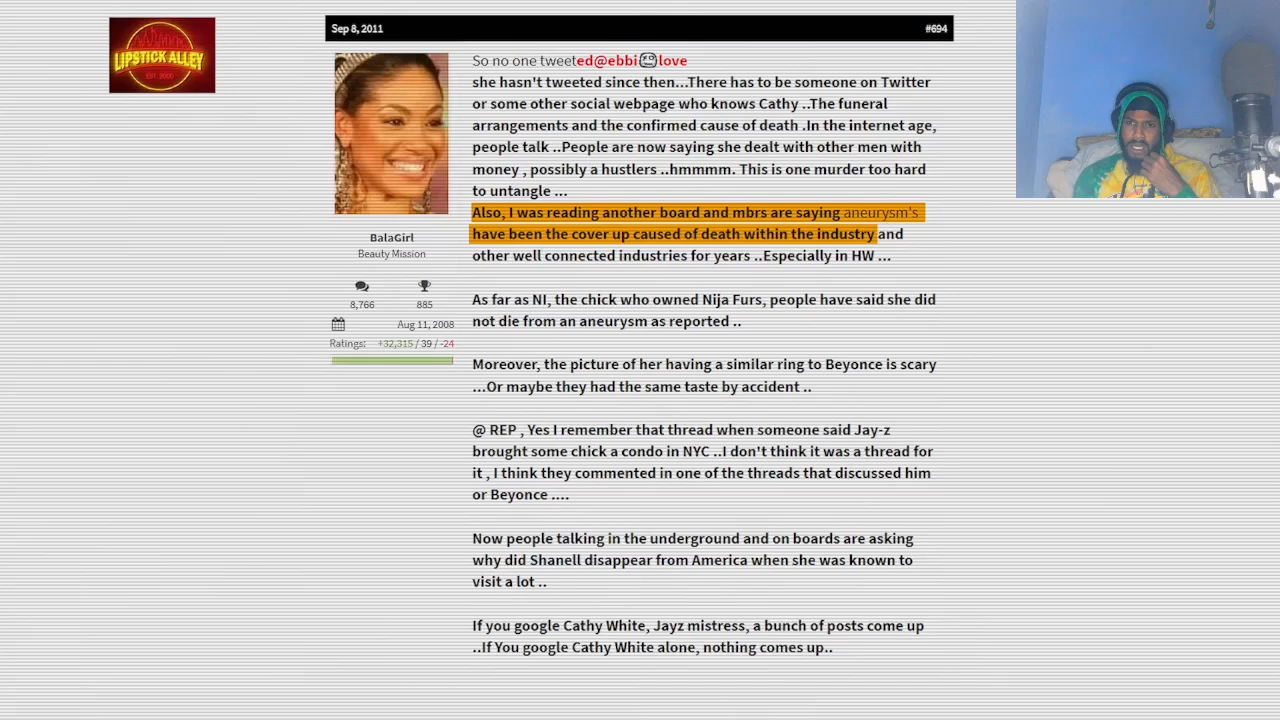 LIPSTICK ALLEY
EST 2000
Sep 8, 2011
#694
So no one tweeted@ebbi love
she hasn't tweeted since then...There has to be someone on Twitter
or some other social webpage who knows Cathy ..The funeral
arrangements and the confirmed cause of death .In the internet age,
people talk ..People are now saying she dealt with other men with
money , possibly a hustlers ..hmmmm. This is one murder too hard
to untangle ...
Also, I was reading another board and mbrs are saying aneurysm's
have been the cover up caused of death within the industry and
other well connected industries for years ..Especially in HW ...
As far as NI, the chick who owned Nija Furs, people have said she did
not die from an aneurysm as reported ..
Moreover, the picture of her having a similar ring to Beyonce is scary
...Or maybe they had the same taste by accident ..
@ REP , Yes I remember that thread when someone said Jay-z
brought some chick a condo in NYC ..I don't think it was a thread for
it , I think they commented in one of the threads that discussed him
or Beyonce ....
Now people talking in the underground and on boards are asking
why did Shanell disappear from America when she was known to
visit a lot ..
If you google Cathy White, Jayz mistress, a bunch of posts come up
..If You google Cathy White alone, nothing comes up..
BalaGirl
Beauty Mission
8,766
885
Aug 11, 2008
Ratings: +32,315 / 39 / -24